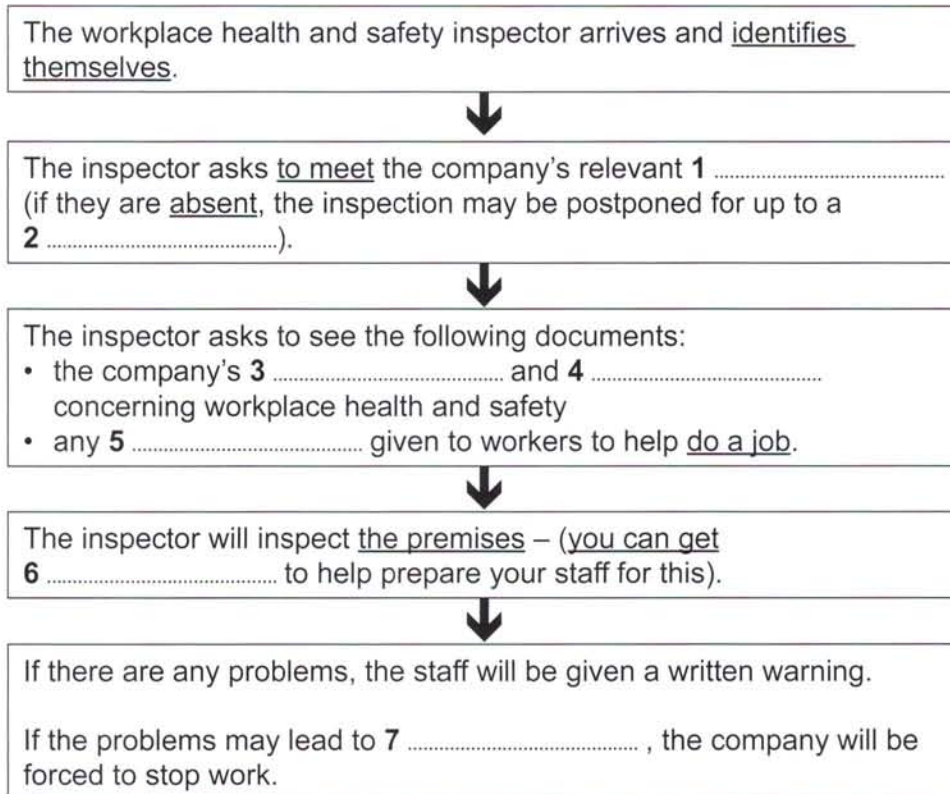 The workplace health and safety inspector arrives and identifies
themselves.
The inspector asks to meet the company's relevant 1 ..........................................
(if they are absent, the inspection may be postponed for up to a
2 ..........................................).
The inspector asks to see the following documents:
• the company's 3 .......................................... and 4 ..........................................
concerning workplace health and safety
• any 5 .......................................... given to workers to help do a job.
The inspector will inspect the premises – (you can get
6 .......................................... to help prepare your staff for this).
If there are any problems, the staff will be given a written warning.
If the problems may lead to 7 .......................................... , the company will be
forced to stop work.